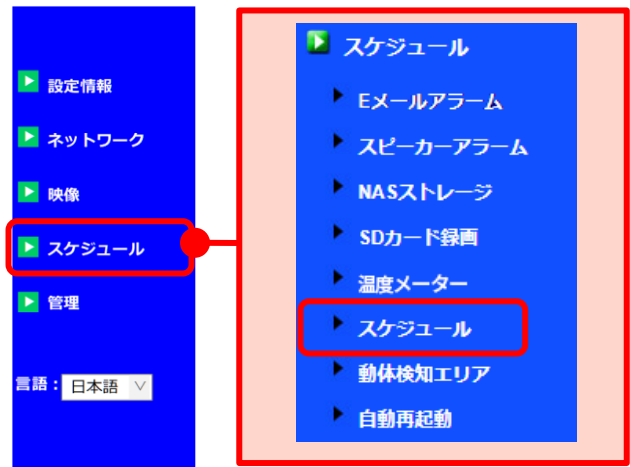 設定情報
ネットワーク
映像
スケジュール
管理
言語：日本語
スケジュール
Eメールアラーム
スピーカーアラーム
NASストレージ
SDカード録画
温度メーター
スケジュール
動体検知エリア
自動再起動